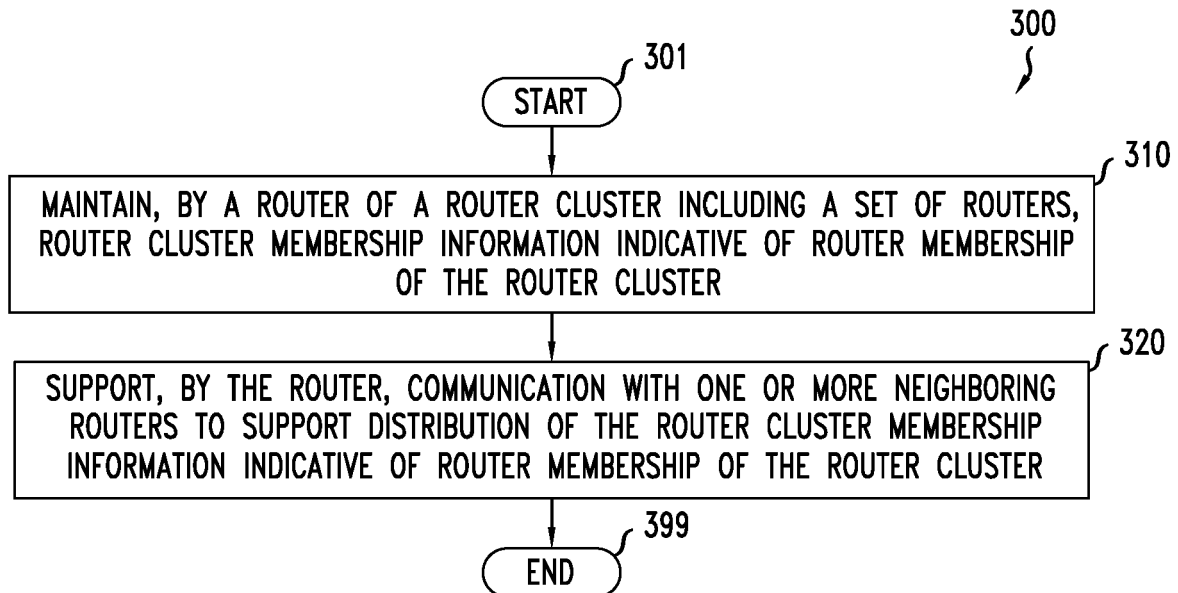 300
301
START
310
MAINTAIN, BY A ROUTER OF A ROUTER CLUSTER INCLUDING A SET OF ROUTERS,
ROUTER CLUSTER MEMBERSHIP INFORMATION INDICATIVE OF ROUTER MEMBERSHIP
OF THE ROUTER CLUSTER
320
SUPPORT, BY THE ROUTER, COMMUNICATION WITH ONE OR MORE NEIGHBORING
ROUTERS TO SUPPORT DISTRIBUTION OF THE ROUTER CLUSTER MEMBERSHIP
INFORMATION INDICATIVE OF ROUTER MEMBERSHIP OF THE ROUTER CLUSTER
399
END